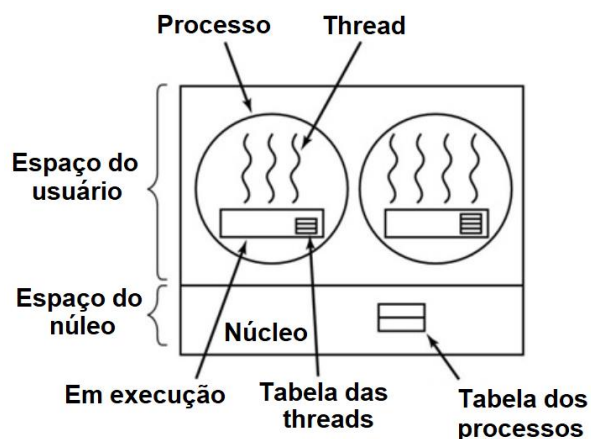 Processo
Thread
Espaço do
usuário
Espaço do
núleo
Núcleo
Em execução
Tabela das
threads
Tabela dos
processos